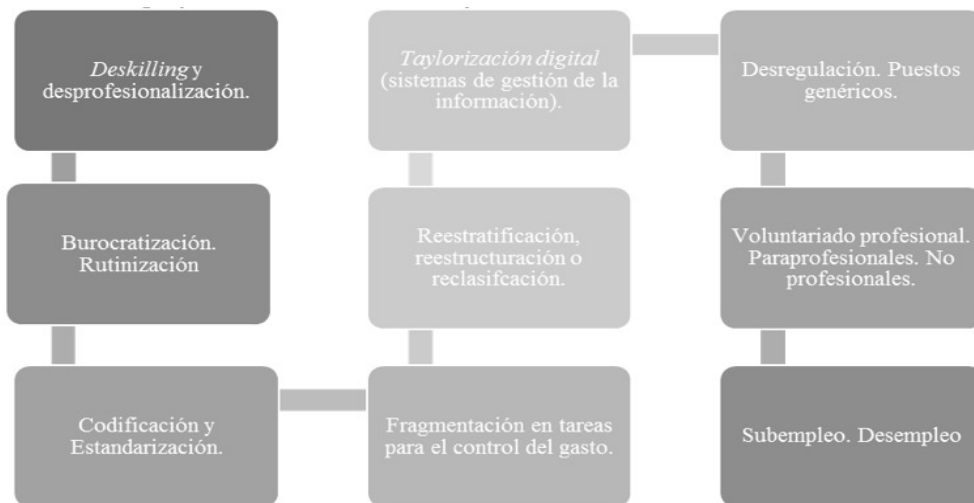 Deskilling y
desprofesionalización.
Burocratización.
Rutinización
Codificación y
Estandarización.
Fragmentación en tareas
para el control del gasto.
Reestratificación,
reestructuración o
reclasifcación.
Taylorización digital
(sistemas de gestión de la
información).
Desregulación. Puestos
genéricos.
Voluntariado profesional.
Paraprofesionales. No
profesionales.
Subempleo. Desempleo